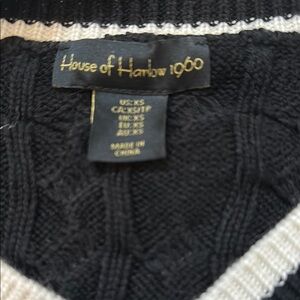 House of Harlow 1960
US:XS
CA:XS/TP
UK:XS
EU:XS
AU:XS
MADE IN
CHINA